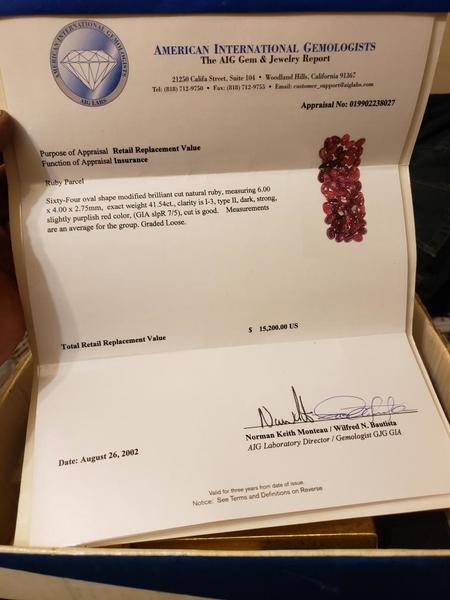 AMERICAN INTERNATIONAL GEMOLOGISTS
AIG LABS
AMERICAN INTERNATIONAL GEMOLOGISTS
The AIG Gem & Jewelry Report
21250 Califa Street, Suite 104 • Woodland Hills, California 91367
Tel: (818) 712-9750 • Fax: (818) 712-9755 • Email: customer_support@aiglabs.com
Appraisal No: 019902238027
Purpose of Appraisal Retail Replacement Value
Function of Appraisal Insurance
Ruby Parcel
Sixty-Four oval shape modified brilliant cut natural ruby, measuring 6.00
x 4.00 x 2.75mm, exact weight 41.54ct., clarity is I-3, type II, dark, strong,
slightly purplish red color, (GIA slpR 7/5), cut is good. Measurements
are an average for the group. Graded Loose.
Total Retail Replacement Value $ 15,200.00 US
Norman Keith Monteau / Wilfred N. Bautista
AIG Laboratory Director / Gemologist GJG GIA
Date: August 26, 2002
Valid for three years from date of issue.
Notice: See Terms and Definitions on Reverse